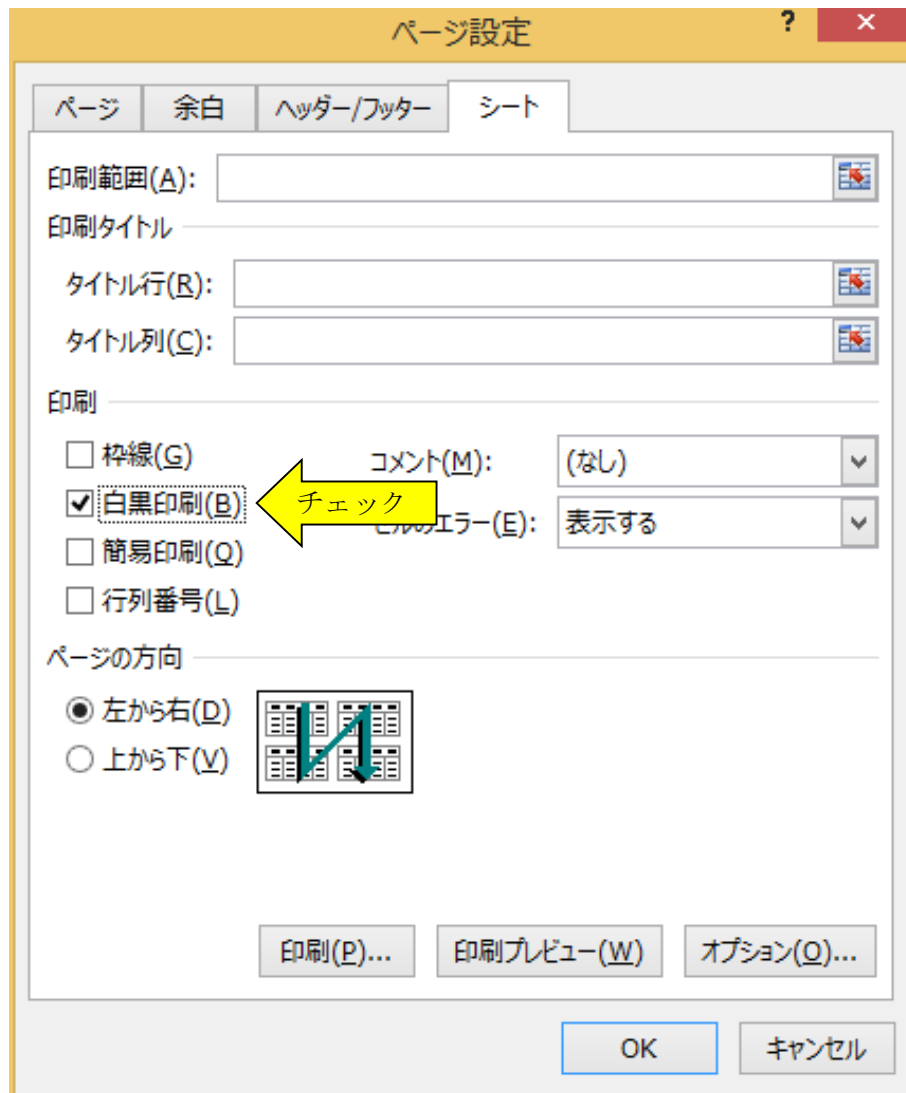 ページ設定
?
ページ 余白 ヘッダー/フッター シート
印刷範囲(A):
印刷タイトル
タイトル行(R):
タイトル列(C):
印刷
枠線(G) コメント(M): (なし)
白黒印刷(B) チェック
セルのエラー(E): 表示する
簡易印刷(Q)
行列番号(L)
ページの方向
左から右(D)
上から下(V)
印刷(P)... 印刷プレビュー(W) オプション(O)...
OK キャンセル